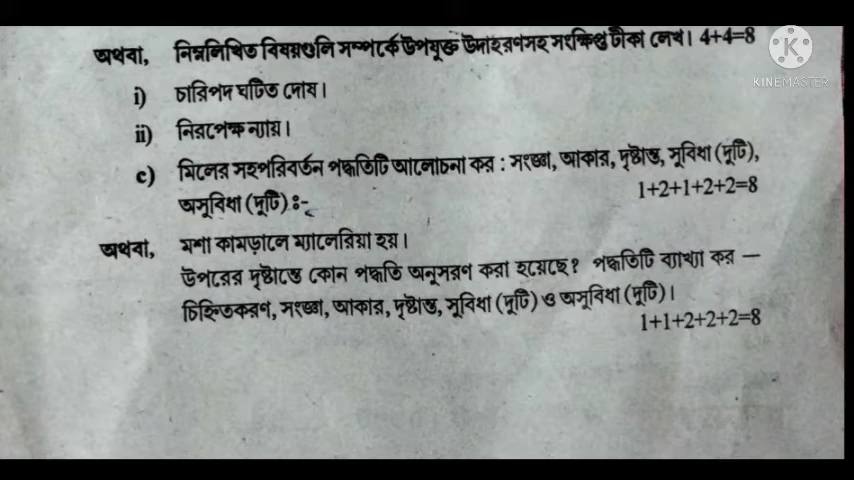 অথবা, নিম্নলিখিত বিষয়গুলি সম্পর্কে উপযুক্ত উদাহরণসহ সংক্ষিপ্ত টীকা লেখ। 4+4=8
KINEMASTER
i) চারিপদ ঘটিত দোষ।
ii) নিরপেক্ষ ন্যায়।
c) মিলের সহপরিবর্তন পদ্ধতিটি আলোচনা কর : সংজ্ঞা, আকার, দৃষ্টান্ত, সুবিধা (দুটি),
অসুবিধা (দুটি)ঃ- 1+2+1+2+2=8
অথবা, মশা কামড়ালে ম্যালেরিয়া হয়।
উপরের দৃষ্টান্তে কোন পদ্ধতি অনুসরণ করা হয়েছে? পদ্ধতিটি ব্যাখ্যা কর —
চিহ্নিতকরণ, সংজ্ঞা, আকার, দৃষ্টান্ত, সুবিধা (দুটি) ও অসুবিধা (দুটি)।
1+1+2+2+2=8